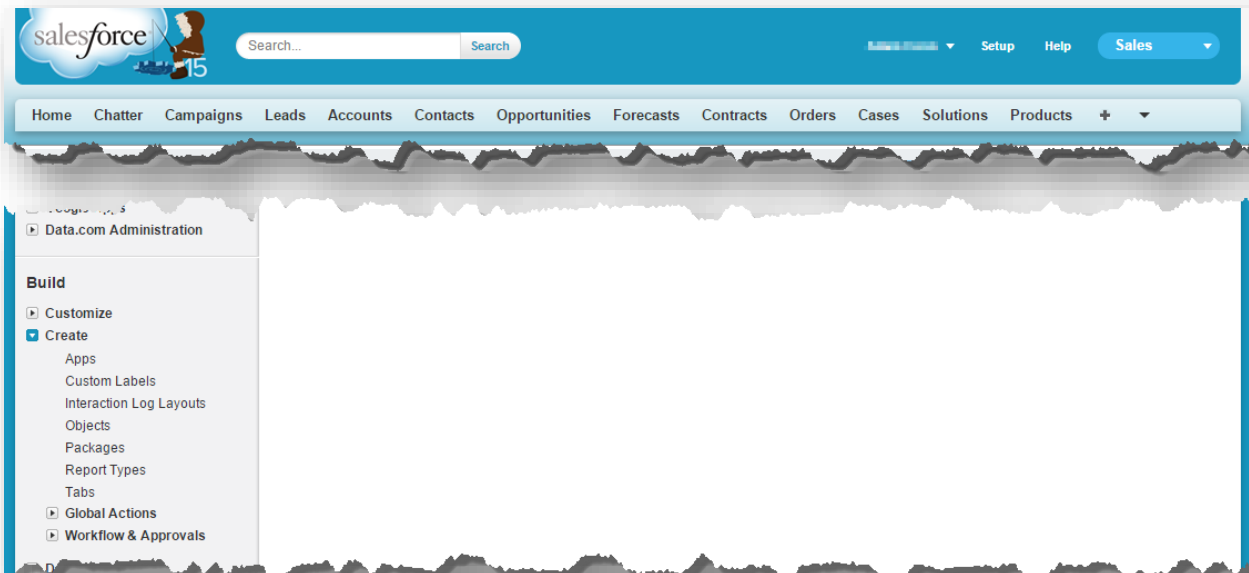 salesforce
15
Search...
Search
Setup
Help
Sales
Home Chatter Campaigns Leads Accounts Contacts Opportunities Forecasts Contracts Orders Cases Solutions Products +
Data.com Administration
Build
Customize
Create
Apps
Custom Labels
Interaction Log Layouts
Objects
Packages
Report Types
Tabs
Global Actions
Workflow & Approvals